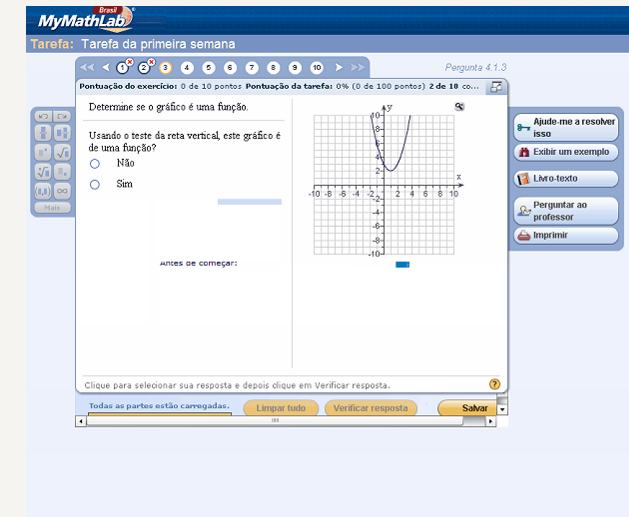 Brasil
MyMathLab
Tarefa: Tarefa da primeira semana
<< < 1 2 3 4 5 6 7 8 9 10 > >> Pergunta 4.1.3
Pontuação do exercício: 0 de 10 pontos Pontuação da tarefa: 0% (0 de 100 pontos) 2 de 10 co...
Determine se o gráfico é uma função.
Usando o teste da reta vertical, este gráfico é
de uma função?
Não
Sim
Antes de começar:
y
10
8
6
4
2
x
-10 -8 -6 -4 -2 2 4 6 8 10
-2
-4
-6
-8
-10
Mais
Ajude-me a resolver
isso
Exibir um exemplo
Livro-texto
Perguntar ao
professor
Imprimir
Clique para selecionar sua resposta e depois clique em Verificar resposta.
?
Todas as partes estão carregadas. Limpar tudo Verificar resposta Salvar